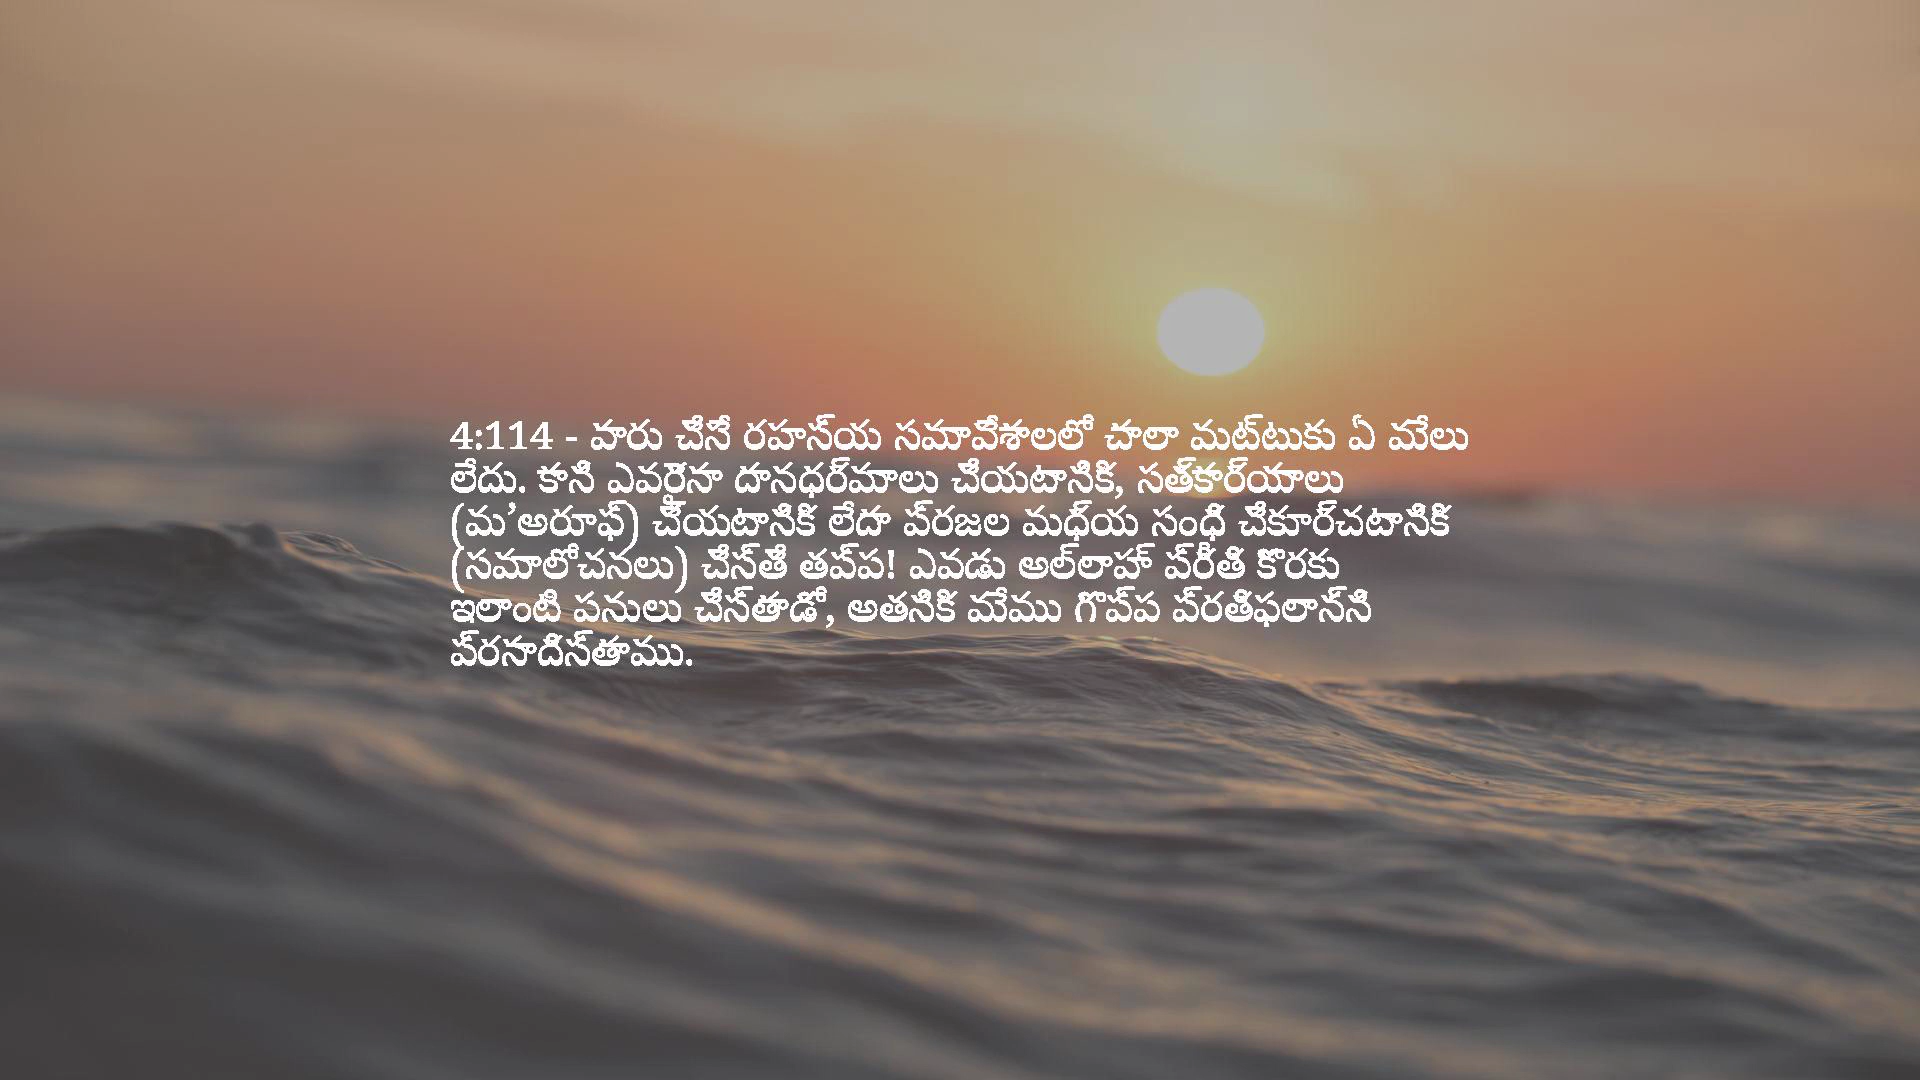 4:114 - వారు చేసే రహస్య సమావేశాలలో చాలా మట్టుకు ఏ మేలు
లేదు. కాని ఎవరైనా దానధర్మాలు చేయటానికి, సత్కార్యాలు
(మ'అరూఫ్) చేయటానికి లేదా ప్రజల మధ్య సంధి చేకూర్చటానికి
(సమాలోచనలు) చేస్తే తప్ప! ఎవడు అల్లాహ్ ప్రీతి కొరకు
ఇలాంటి పనులు చేస్తాడో, అతనికి మేము గొప్ప ప్రతిఫలాన్ని
ప్రసాదిస్తాము.